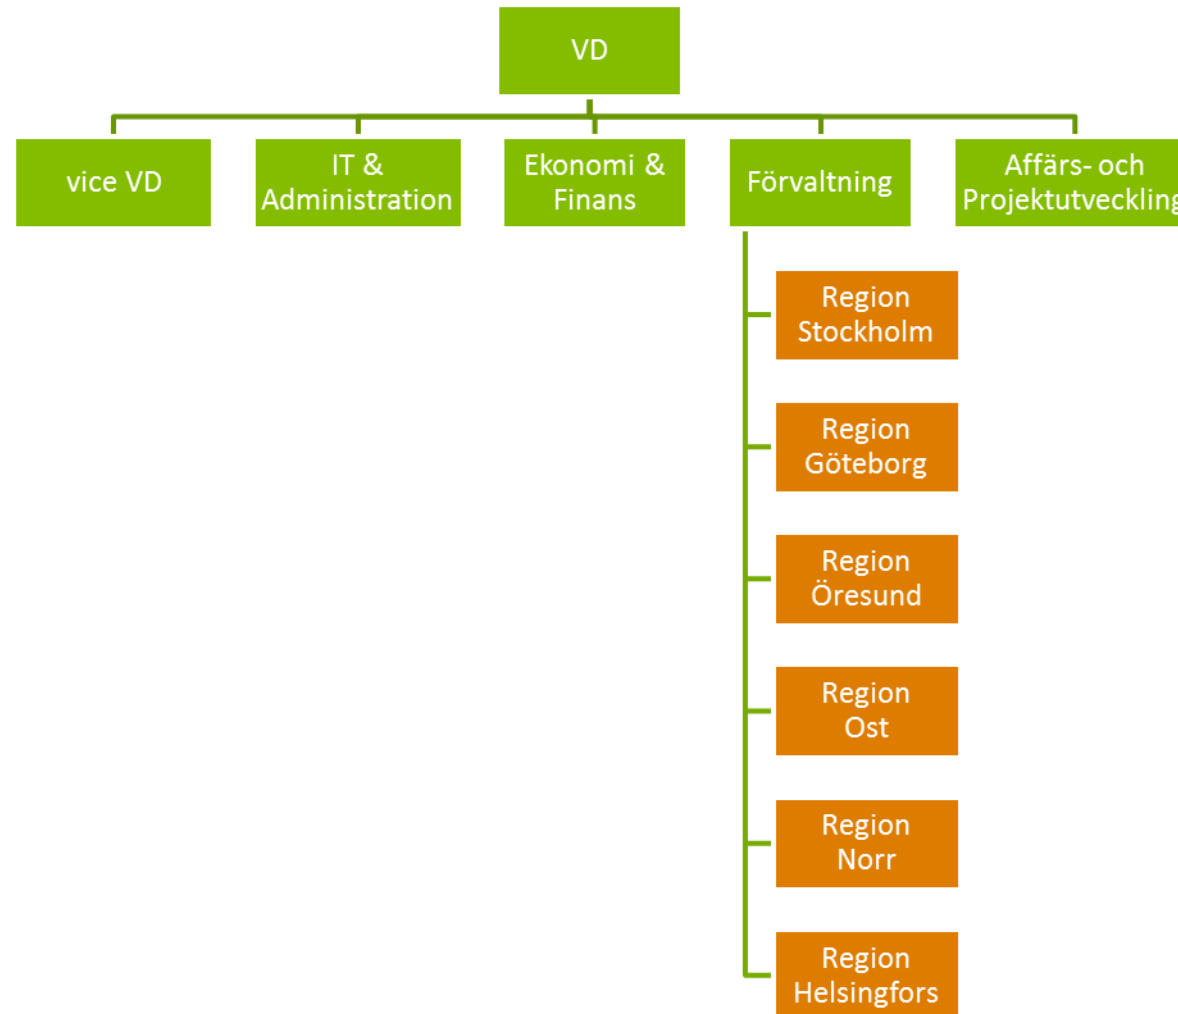 VD
vice VD
IT &
Administration
Ekonomi &
Finans
Förvaltning
Affärs- och
Projektutveckling
Region
Stockholm
Region
Göteborg
Region
Öresund
Region
Ost
Region
Norr
Region
Helsingfors